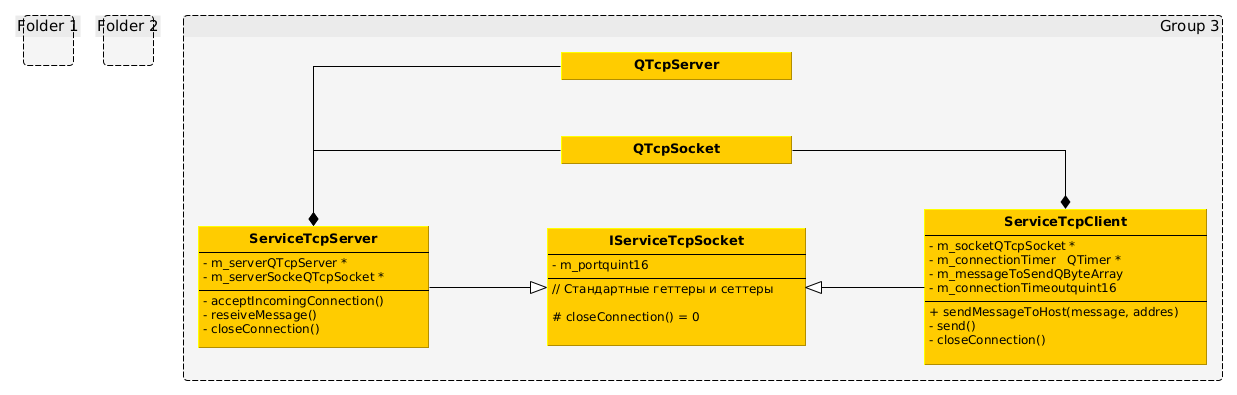 Folder 1
Folder 2
Group 3
QTcpServer
QTcpSocket
ServiceTcpServer
- m_serverQTcpServer *
- m_serverSockeQTcpSocket *
- acceptIncomingConnection()
- reseiveMessage()
- closeConnection()
IServiceTcpSocket
- m_portquint16
// Стандартные геттеры и сеттеры
# closeConnection() = 0
ServiceTcpClient
- m_socketQTcpSocket *
- m_connectionTimer   QTimer *
- m_messageToSendQByteArray
- m_connectionTimeoutquint16
+ sendMessageToHost(message, addres)
- send()
- closeConnection()